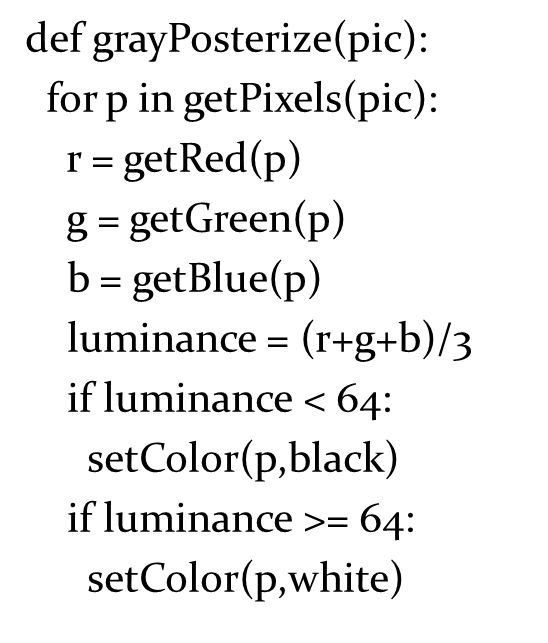 def grayPosterize(pic):
  for p in getPixels(pic):
    r = getRed(p)
    g = getGreen(p)
    b = getBlue(p)
    luminance = (r+g+b)/3
    if luminance < 64:
      setColor(p,black)
    if luminance >= 64:
      setColor(p,white)